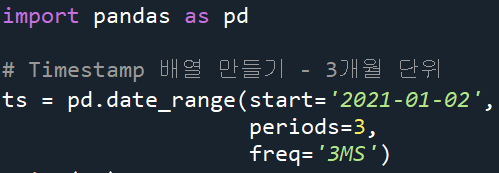 import pandas as pd
# Timestamp 배열 만들기 - 3개월 단위
ts = pd.date_range(start='2021-01-02',
periods=3,
freq='3MS')